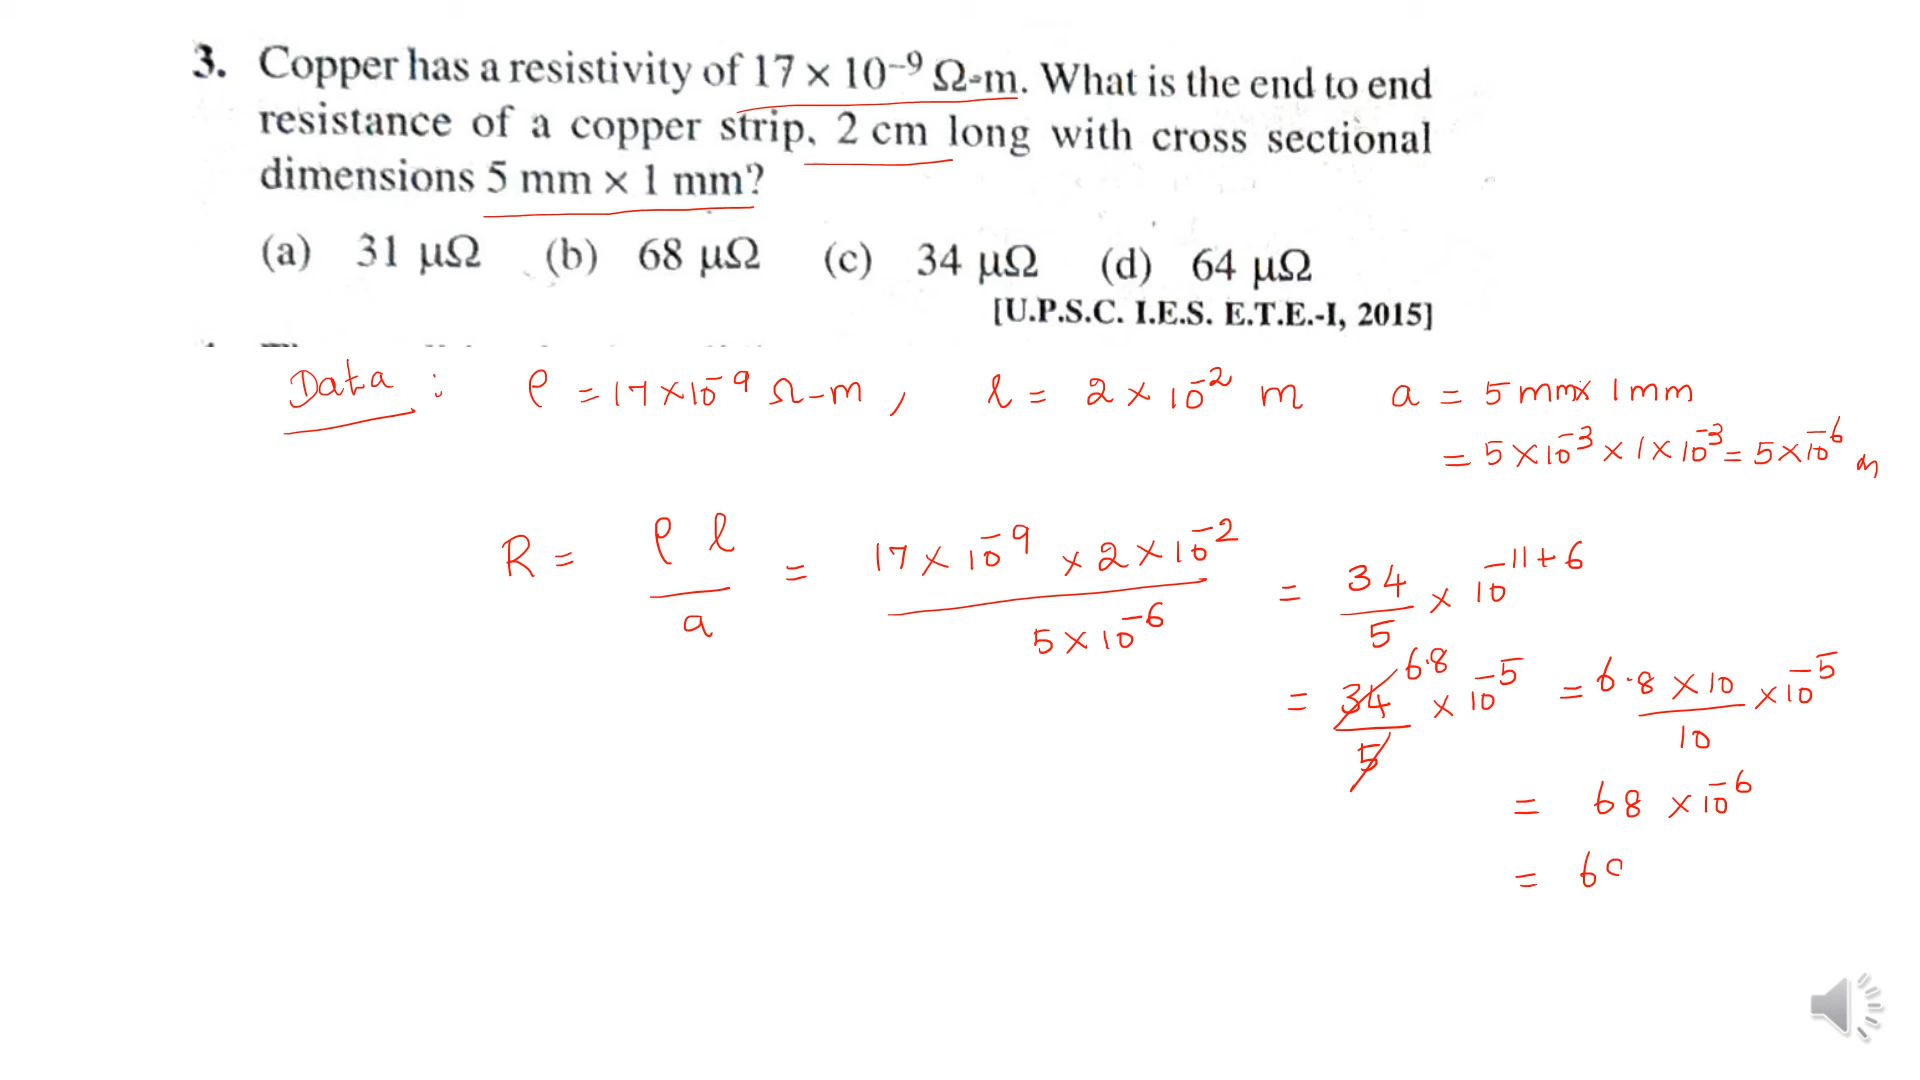 3. Copper has a resistivity of 17 × 10⁻⁹ Ω-m. What is the end to end
resistance of a copper strip, 2 cm long with cross sectional
dimensions 5 mm × 1 mm?
(a) 31 μΩ (b) 68 μΩ (c) 34 μΩ (d) 64 μΩ
[U.P.S.C. I.E.S. E.T.E.-I, 2015]
Data : ρ = 17 × 10⁻⁹ Ω-m, l = 2 × 10⁻² m a = 5 mm × 1 mm
= 5 × 10⁻³ × 1 × 10⁻³ = 5 × 10⁻⁶ m
R = ρ l / a = 17 × 10⁻⁹ × 2 × 10⁻² / 5 × 10⁻⁶ = 34 / 5 × 10⁻¹¹⁺⁶
= 34 / 5 6.8 × 10⁻⁵ = 6.8 × 10 / 10 × 10⁻⁵
= 68 × 10⁻⁶
= 6